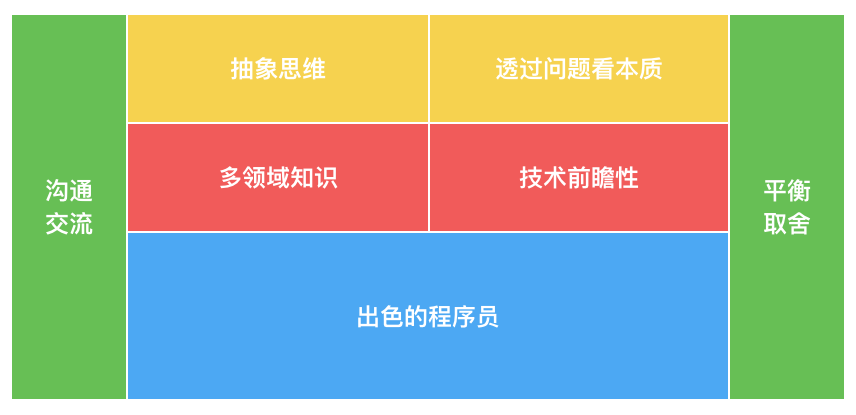 抽象思维
透过问题看本质
沟通
交流
多领域知识
技术前瞻性
平衡
取舍
出色的程序员